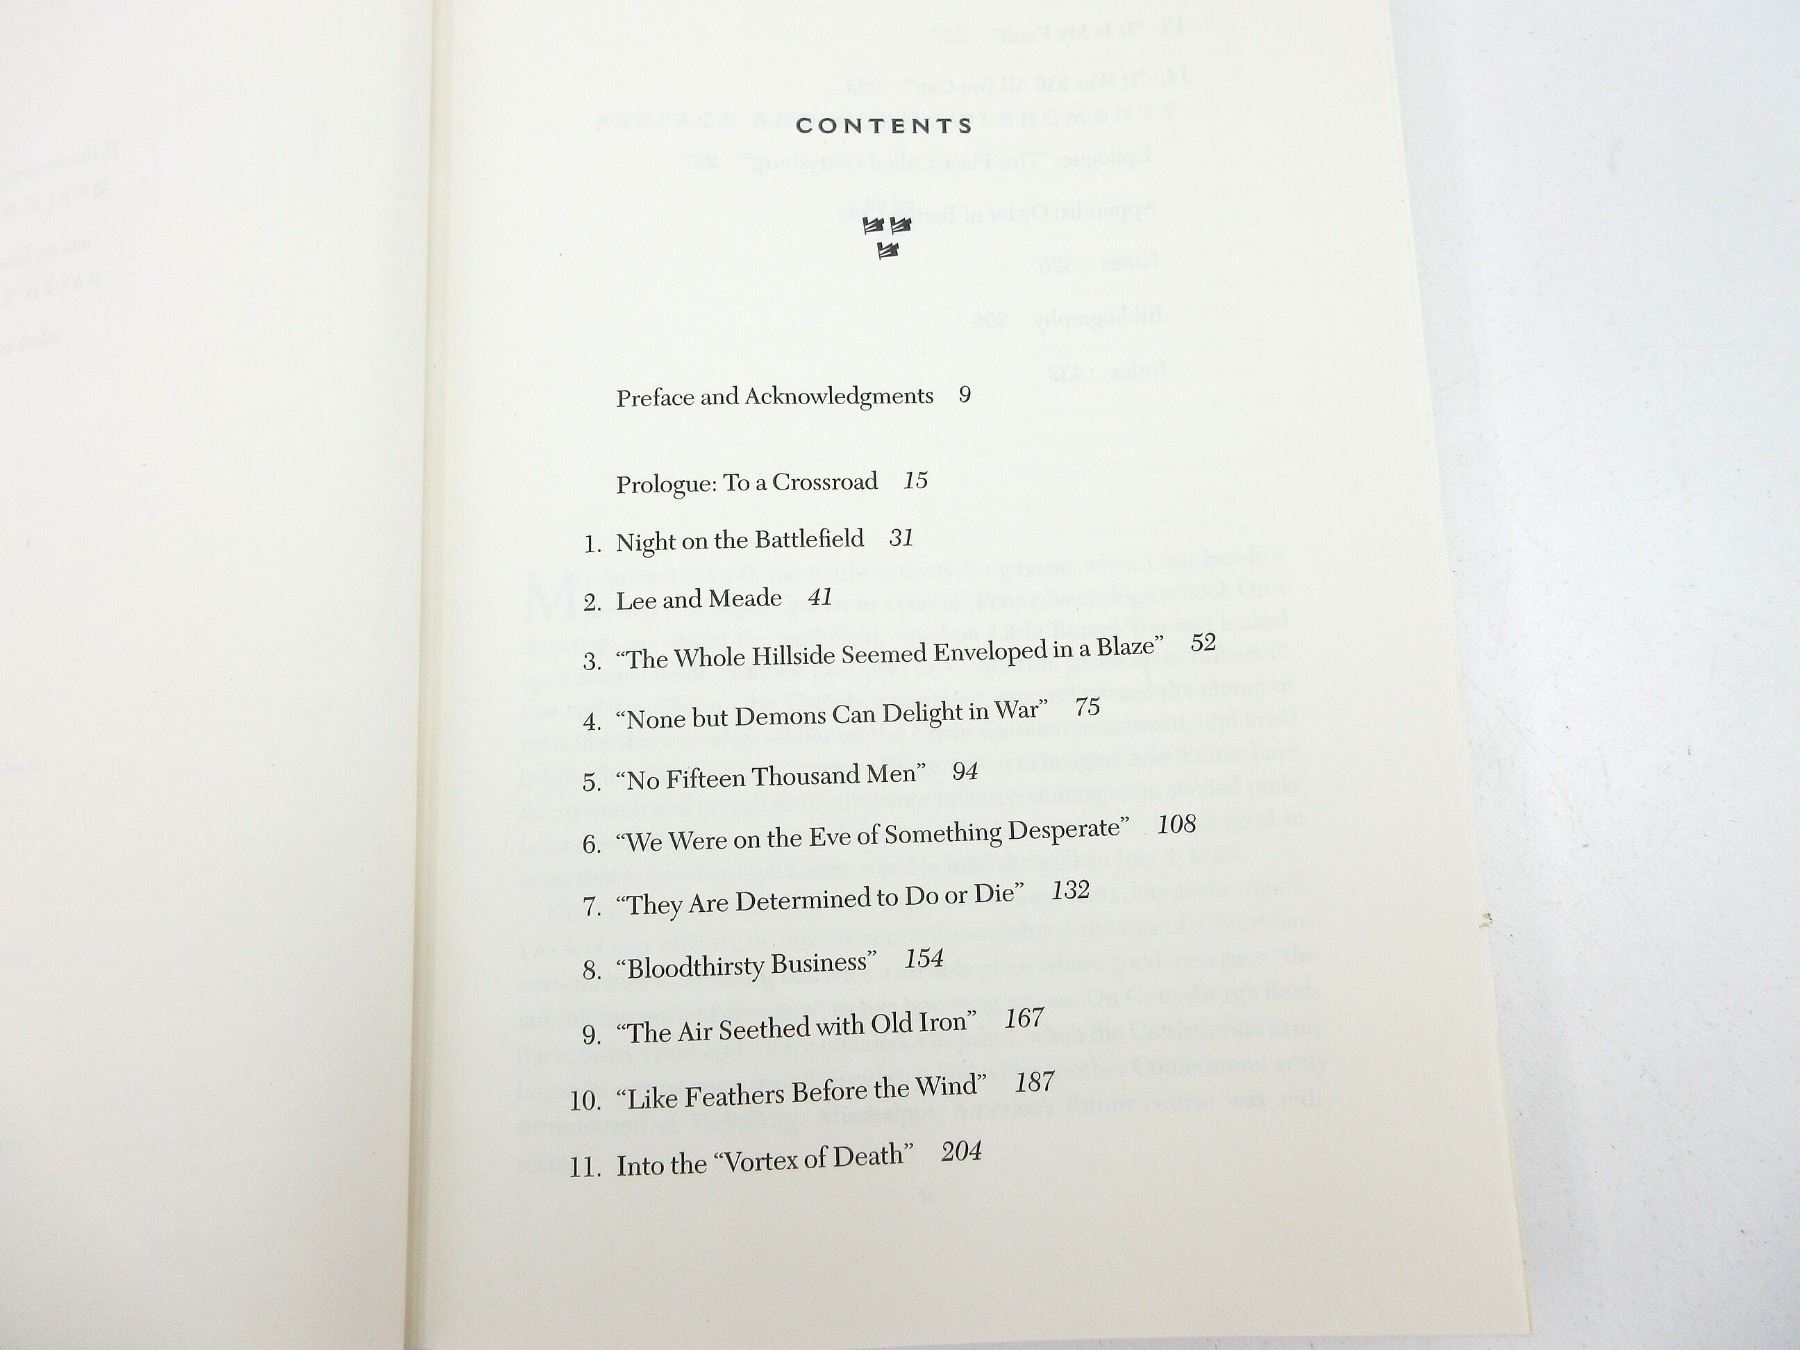 CONTENTS
Preface and Acknowledgments 9
Prologue: To a Crossroad 15
1. Night on the Battlefield 31
2. Lee and Meade 41
3. “The Whole Hillside Seemed Enveloped in a Blaze” 52
4. “None but Demons Can Delight in War” 75
5. “No Fifteen Thousand Men” 94
6. “We Were on the Eve of Something Desperate” 108
7. “They Are Determined to Do or Die” 132
8. “Bloodthirsty Business” 154
9. “The Air Seethed with Old Iron” 167
10. “Like Feathers Before the Wind” 187
11. Into the “Vortex of Death” 204